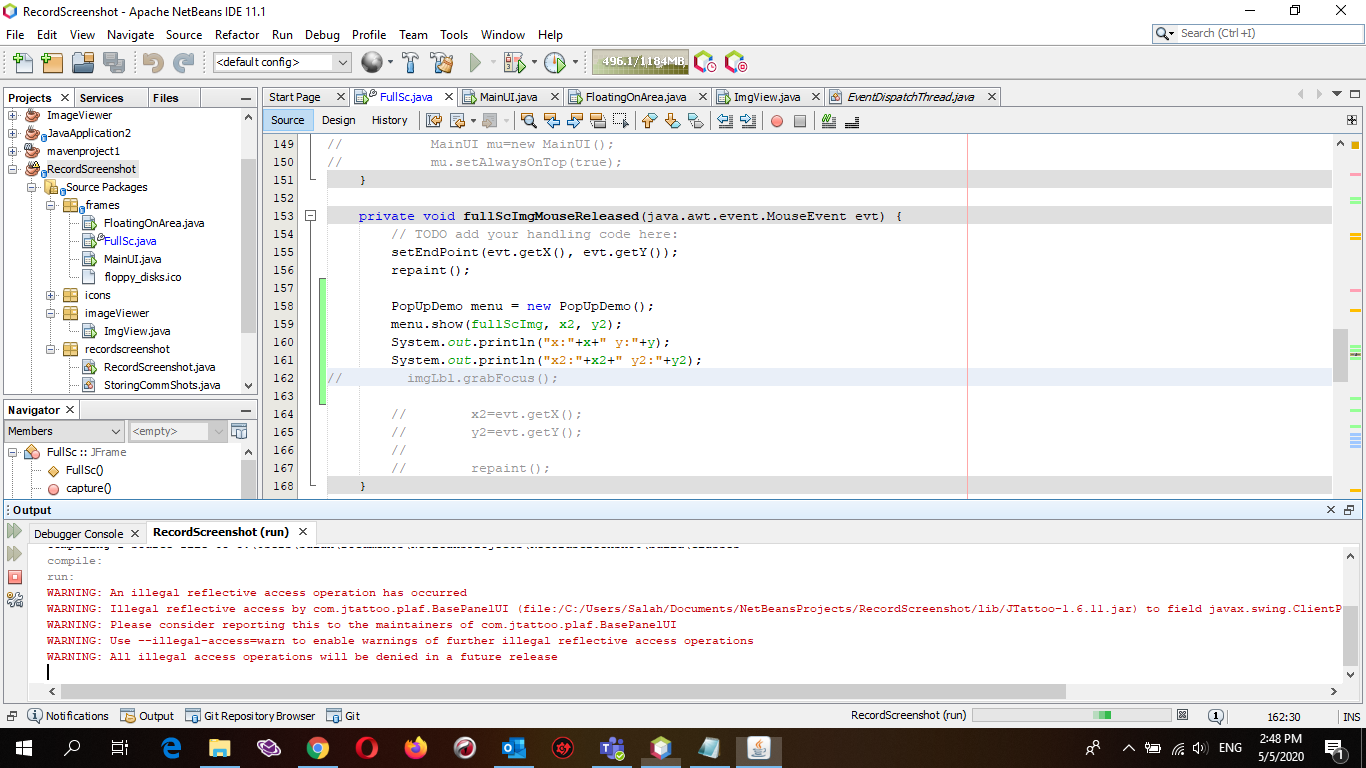 RecordScreenshot - Apache NetBeans IDE 11.1
File Edit View Navigate Source Refactor Run Debug Profile Team Tools Window Help
Search (Ctrl+I)
<default config>
496.1/1184MB
Projects Services Files
Start Page FullSc.java MainUI.java FloatingOnArea.java ImgView.java EventDispatchThread.java
Source Design History
ImageViewer
JavaApplication2
mavenproject1
RecordScreenshot
Source Packages
frames
FloatingOnArea.java
FullSc.java
MainUI.java
floppy_disks.ico
icons
imageViewer
ImgView.java
recordscreenshot
RecordScreenshot.java
StoringCommShots.java
Navigator
Members <empty>
FullSc :: JFrame
FullSc()
capture()
149 // MainUI mu=new MainUI();
150 // mu.setAlwaysOnTop(true);
151 }
152
153 private void fullScImgMouseReleased(java.awt.event.MouseEvent evt) {
154 // TODO add your handling code here:
155 setEndPoint(evt.getX(), evt.getY());
156 repaint();
157
158 PopUpDemo menu = new PopUpDemo();
159 menu.show(fullScImg, x2, y2);
160 System.out.println("x:"+x+" y:"+y);
161 System.out.println("x2:"+x2+" y2:"+y2);
162 // imgLbl.grabFocus();
163
164 // x2=evt.getX();
165 // y2=evt.getY();
166 //
167 // repaint();
168 }
Output
Debugger Console RecordScreenshot (run)
compile:
run:
WARNING: An illegal reflective access operation has occurred
WARNING: Illegal reflective access by com.jtattoo.plaf.BasePanelUI (file:/C:/Users/Salah/Documents/NetBeansProjects/RecordScreenshot/lib/JTattoo-1.6.11.jar) to field javax.swing.ClientP
WARNING: Please consider reporting this to the maintainers of com.jtattoo.plaf.BasePanelUI
WARNING: Use --illegal-access=warn to enable warnings of further illegal reflective access operations
WARNING: All illegal access operations will be denied in a future release
Notifications Output Git Repository Browser Git
RecordScreenshot (run)
1
162:30 INS
ENG
2:48 PM
5/5/2020
1